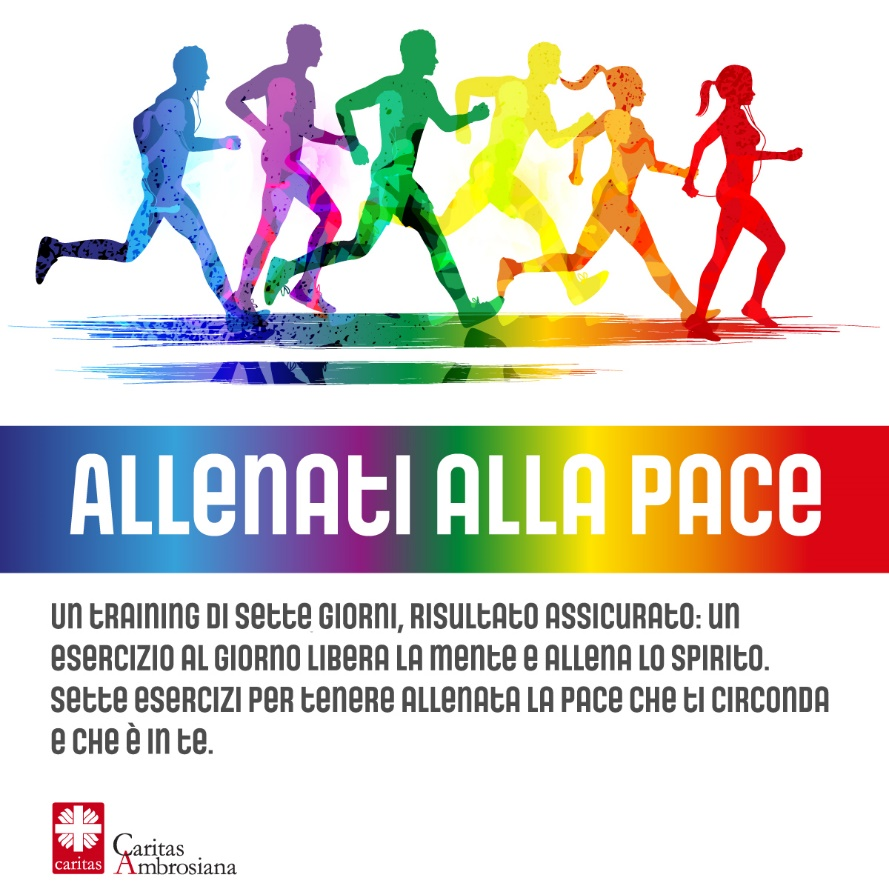 ALLENATI ALLA PACE
UN TRAINING DI SETTE GIORNI, RISULTATO ASSICURATO: UN
ESERCIZIO AL GIORNO LIBERA LA MENTE E ALLENA LO SPIRITO.
SETTE ESERCIZI PER TENERE ALLENATA LA PACE CHE TI CIRCONDA
E CHE È IN TE.
caritas
Caritas
Ambrosiana